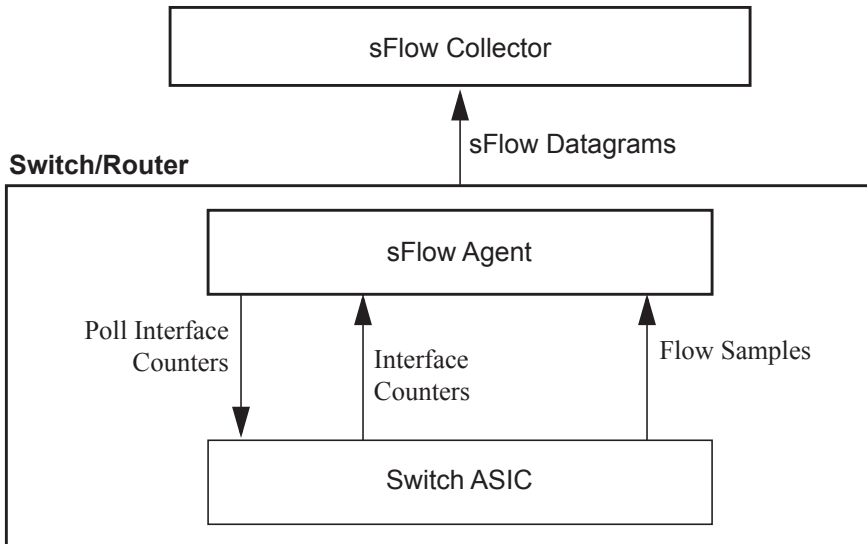 sFlow Collector
sFlow Datagrams
Switch/Router
sFlow Agent
Poll Interface
Counters
Interface
Counters
Flow Samples
Switch ASIC